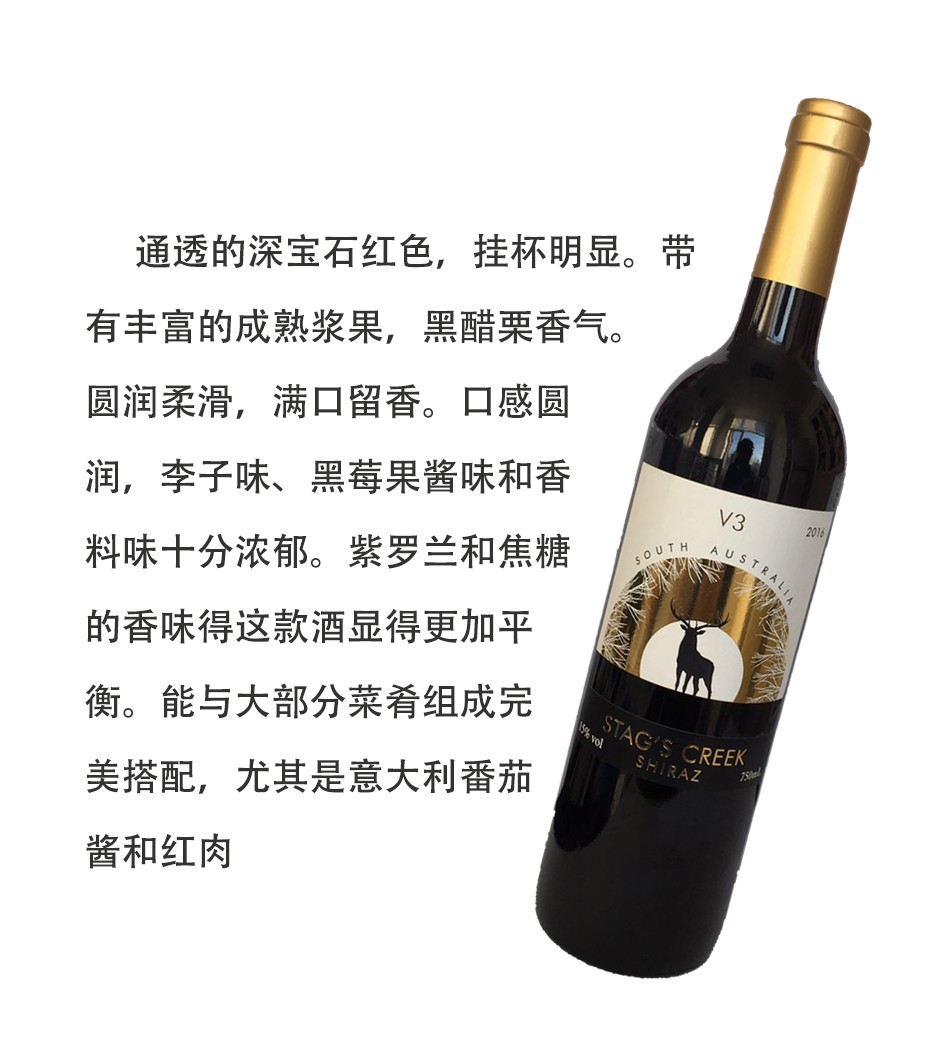 通透的深宝石红色，挂杯明显。带
有丰富的成熟浆果，黑醋栗香气。
圆润柔滑，满口留香。口感圆
润，李子味、黑莓果酱味和香
料味十分浓郁。紫罗兰和焦糖
的香味得这款酒显得更加平
衡。能与大部分菜肴组成完
美搭配，尤其是意大利番茄
酱和红肉
V3
2016
SOUTH AUSTRALIA
15% vol
STAG'S CREEK
SHIRAZ
750mL